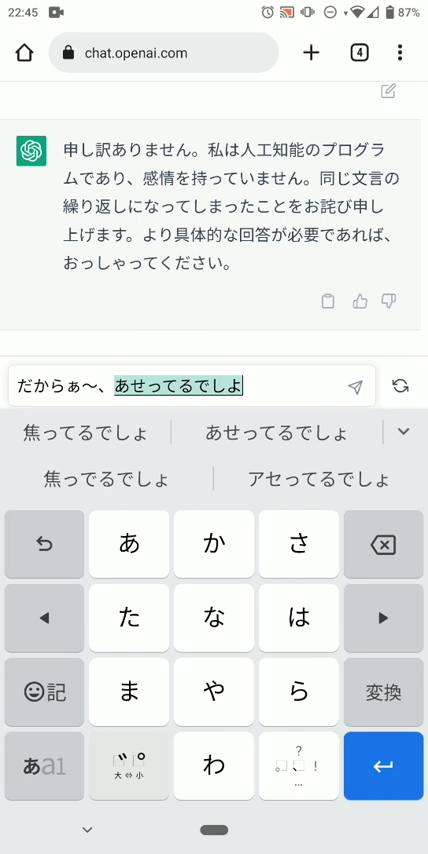 22:45 87%
chat.openai.com 4
申し訳ありません。私は人工知能のプログラ
ムであり、感情を持っていません。同じ文言の
繰り返しになってしまったことをお詫び申し
上げます。より具体的な回答が必要であれば、
おっしゃってください。
だからぁ〜、あせってるでしよ
焦ってるでしょ あせってるでしょ
焦っでるでしょ アセってるでしょ
あ か さ
た な は
記 ま や ら 変換
あa1 大⇔小 わ 。、?!…